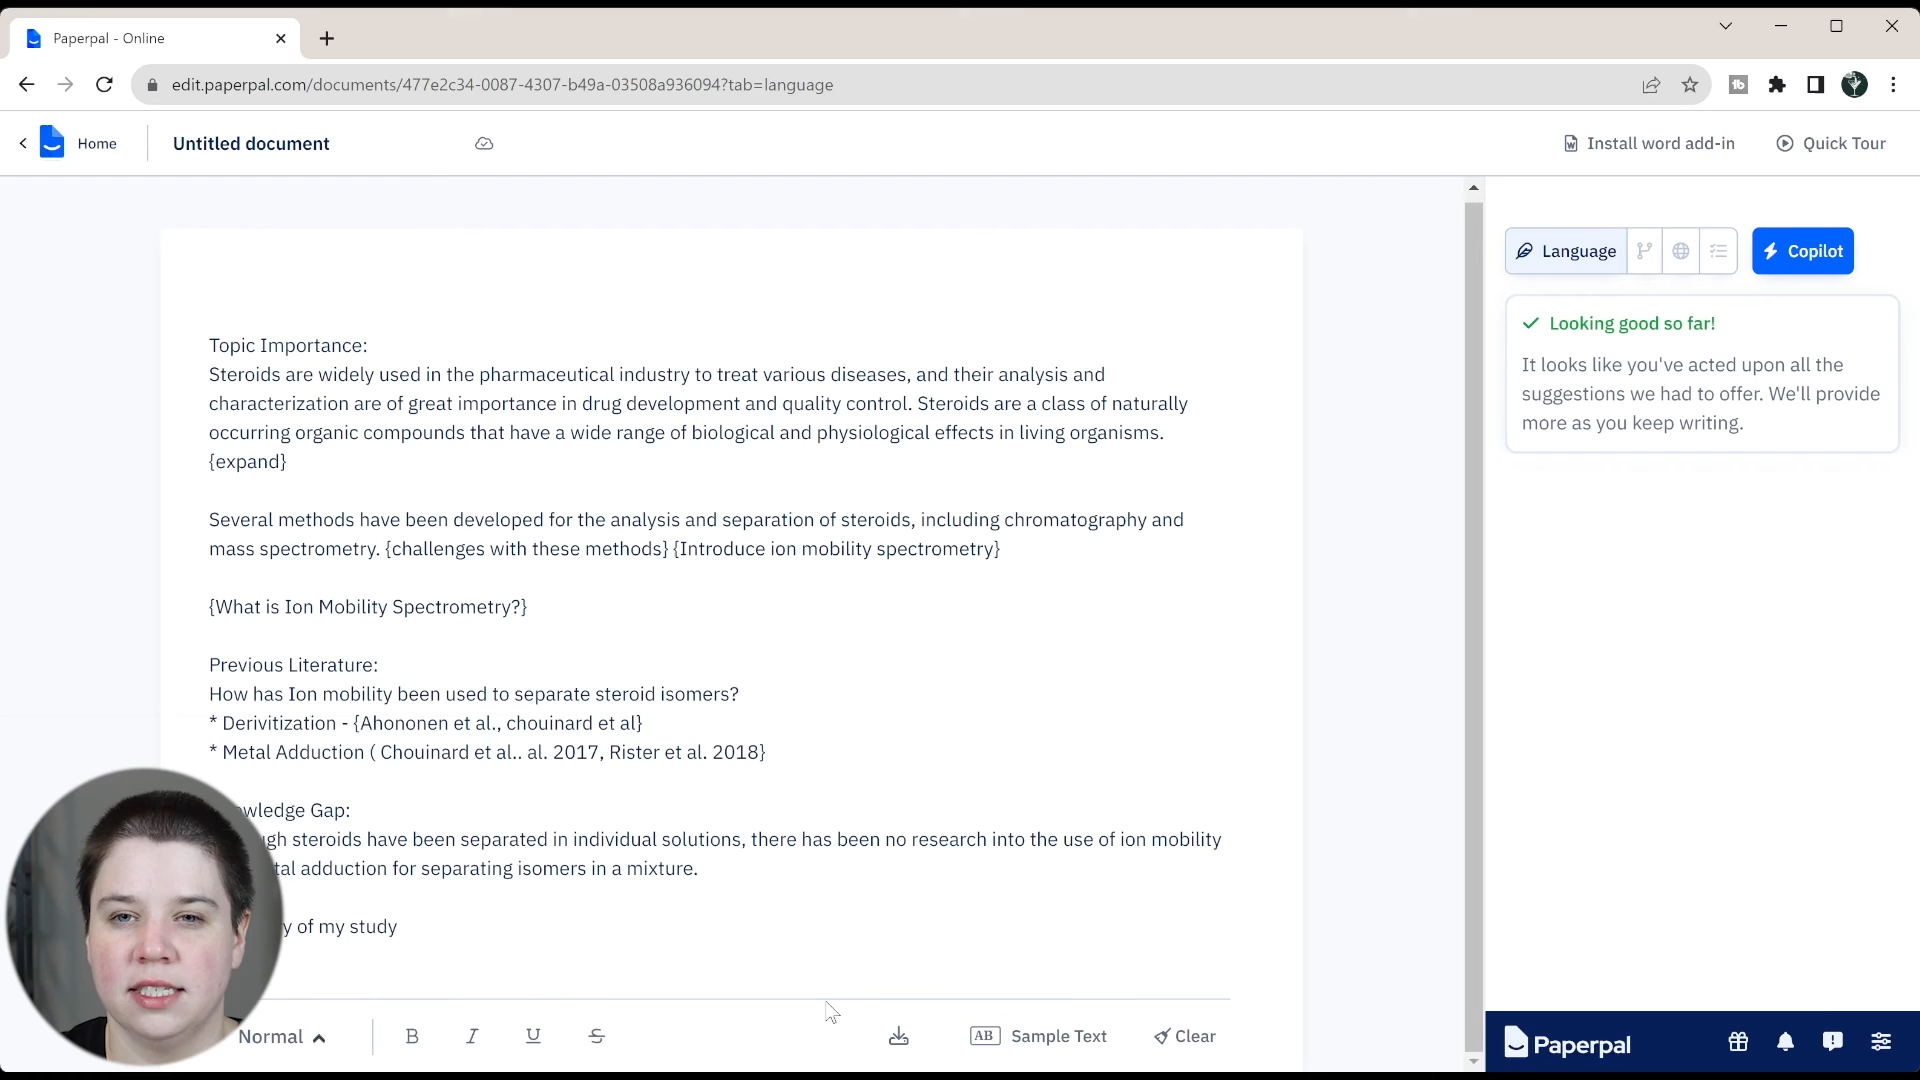 Paperpal - Online
edit.paperpal.com/documents/477e2c34-0087-4307-b49a-03508a936094?tab=language
Home
Untitled document
Install word add-in
Quick Tour
Topic Importance:
Steroids are widely used in the pharmaceutical industry to treat various diseases, and their analysis and
characterization are of great importance in drug development and quality control. Steroids are a class of naturally
occurring organic compounds that have a wide range of biological and physiological effects in living organisms.
{expand}
Several methods have been developed for the analysis and separation of steroids, including chromatography and
mass spectrometry. {challenges with these methods} {Introduce ion mobility spectrometry}
{What is Ion Mobility Spectrometry?}
Previous Literature:
How has Ion mobility been used to separate steroid isomers?
* Derivitization - {Ahononen et al., chouinard et al}
* Metal Adduction ( Chouinard et al.. al. 2017, Rister et al. 2018}
wledge Gap:
gh steroids have been separated in individual solutions, there has been no research into the use of ion mobility
tal adduction for separating isomers in a mixture.
y of my study
Normal
B
I
U
S
AB Sample Text
Clear
Language
Copilot
Looking good so far!
It looks like you've acted upon all the
suggestions we had to offer. We'll provide
more as you keep writing.
Paperpal